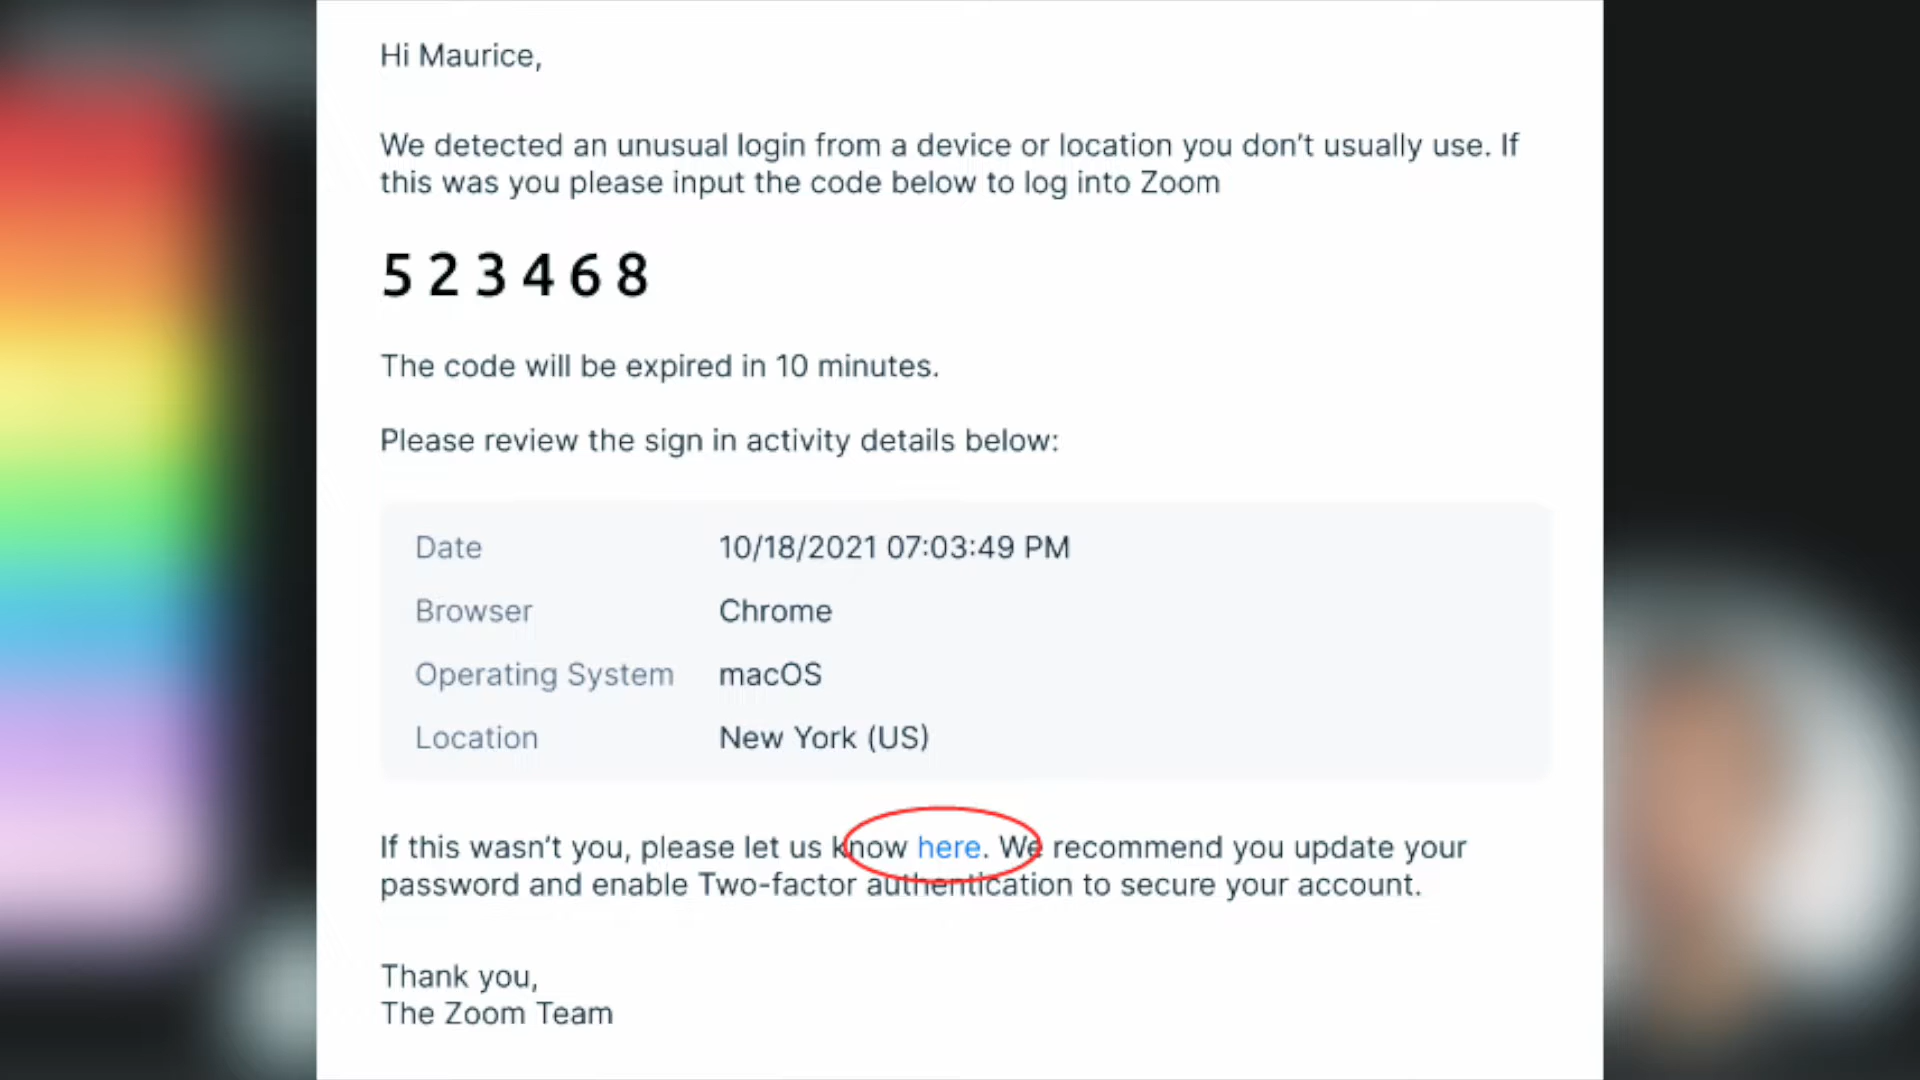 Hi Maurice,
We detected an unusual login from a device or location you don't usually use. If
this was you please input the code below to log into Zoom
523468
The code will be expired in 10 minutes.
Please review the sign in activity details below:
Date 10/18/2021 07:03:49 PM
Browser Chrome
Operating System macOS
Location New York (US)
If this wasn't you, please let us know here. We recommend you update your
password and enable Two-factor authentication to secure your account.
Thank you,
The Zoom Team